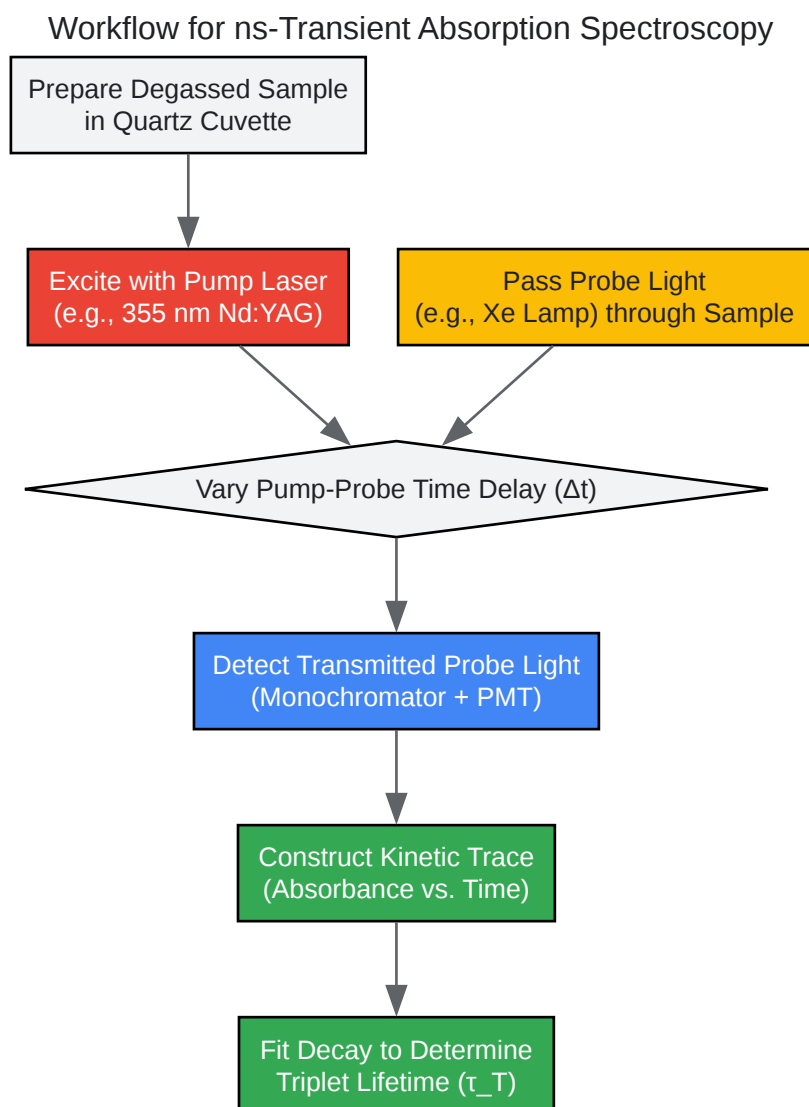 Workflow for ns-Transient Absorption Spectroscopy
Prepare Degassed Sample
in Quartz Cuvette
Excite with Pump Laser
(e.g., 355 nm Nd:YAG)
Pass Probe Light
(e.g., Xe Lamp) through Sample
Vary Pump-Probe Time Delay (Δt)
Detect Transmitted Probe Light
(Monochromator + PMT)
Construct Kinetic Trace
(Absorbance vs. Time)
Fit Decay to Determine
Triplet Lifetime (τ_T)